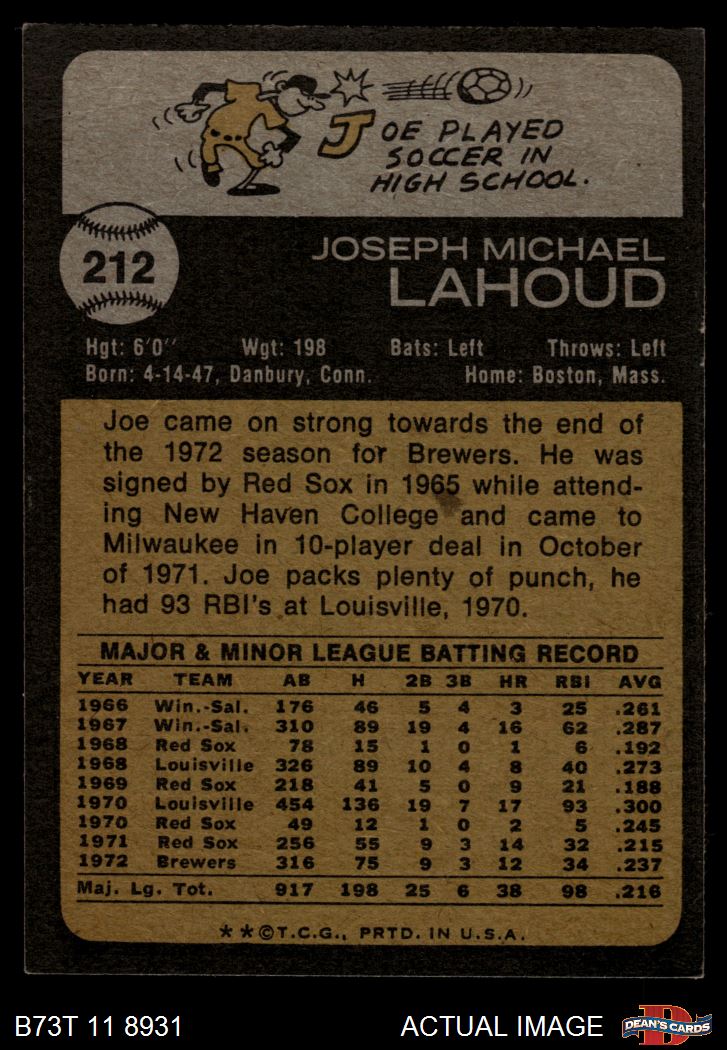 JOE PLAYED
SOCCER IN
HIGH SCHOOL.
212
JOSEPH MICHAEL
LAHOUD
Hgt: 6'0" Wgt: 198 Bats: Left Throws: Left
Born: 4-14-47, Danbury, Conn. Home: Boston, Mass.
Joe came on strong towards the end of
the 1972 season for Brewers. He was
signed by Red Sox in 1965 while attend-
ing New Haven College and came to
Milwaukee in 10-player deal in October
of 1971. Joe packs plenty of punch, he
had 93 RBI's at Louisville, 1970.
MAJOR & MINOR LEAGUE BATTING RECORD
YEAR TEAM AB H 2B 3B HR RBI AVG
1966 Win.-Sal. 176 46 5 4 3 25 .261
1967 Win.-Sal. 310 89 19 4 16 62 .287
1968 Red Sox 78 15 1 0 1 6 .192
1968 Louisville 326 89 10 4 8 40 .273
1969 Red Sox 218 41 5 0 9 21 .188
1970 Louisville 454 136 19 7 17 93 .300
1970 Red Sox 49 12 1 0 2 5 .245
1971 Red Sox 256 55 9 3 14 32 .215
1972 Brewers 316 75 9 3 12 34 .237
Maj. Lg. Tot. 917 198 25 6 38 98 .216
**©T.C.G., PRTD. IN U.S.A.
B73T 11 8931 ACTUAL IMAGE D DEAN'S CARDS